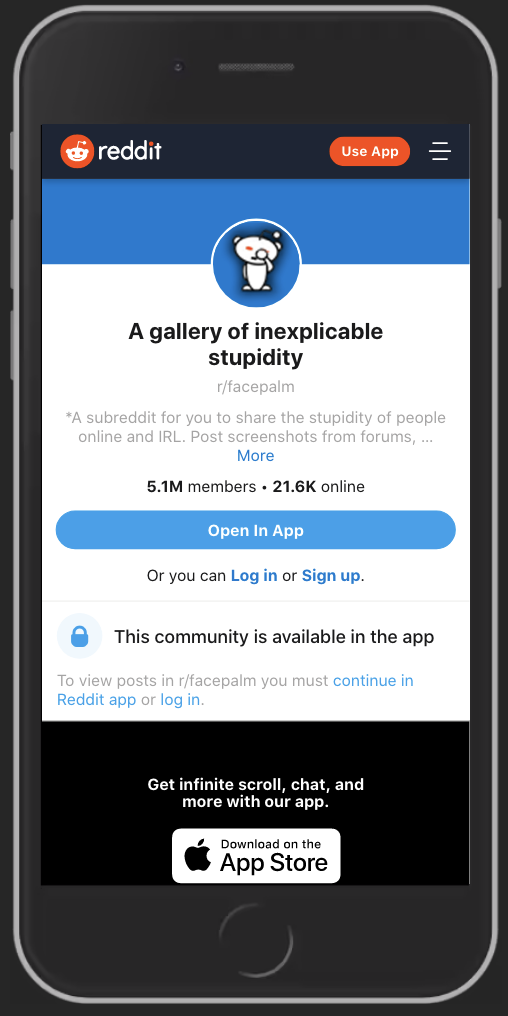 reddit
Use App
A gallery of inexplicable
stupidity
r/facepalm
*A subreddit for you to share the stupidity of people
online and IRL. Post screenshots from forums, ...
More
5.1M members • 21.6K online
Open In App
Or you can Log in or Sign up.
This community is available in the app
To view posts in r/facepalm you must continue in
Reddit app or log in.
Get infinite scroll, chat, and
more with our app.
Download on the
App Store